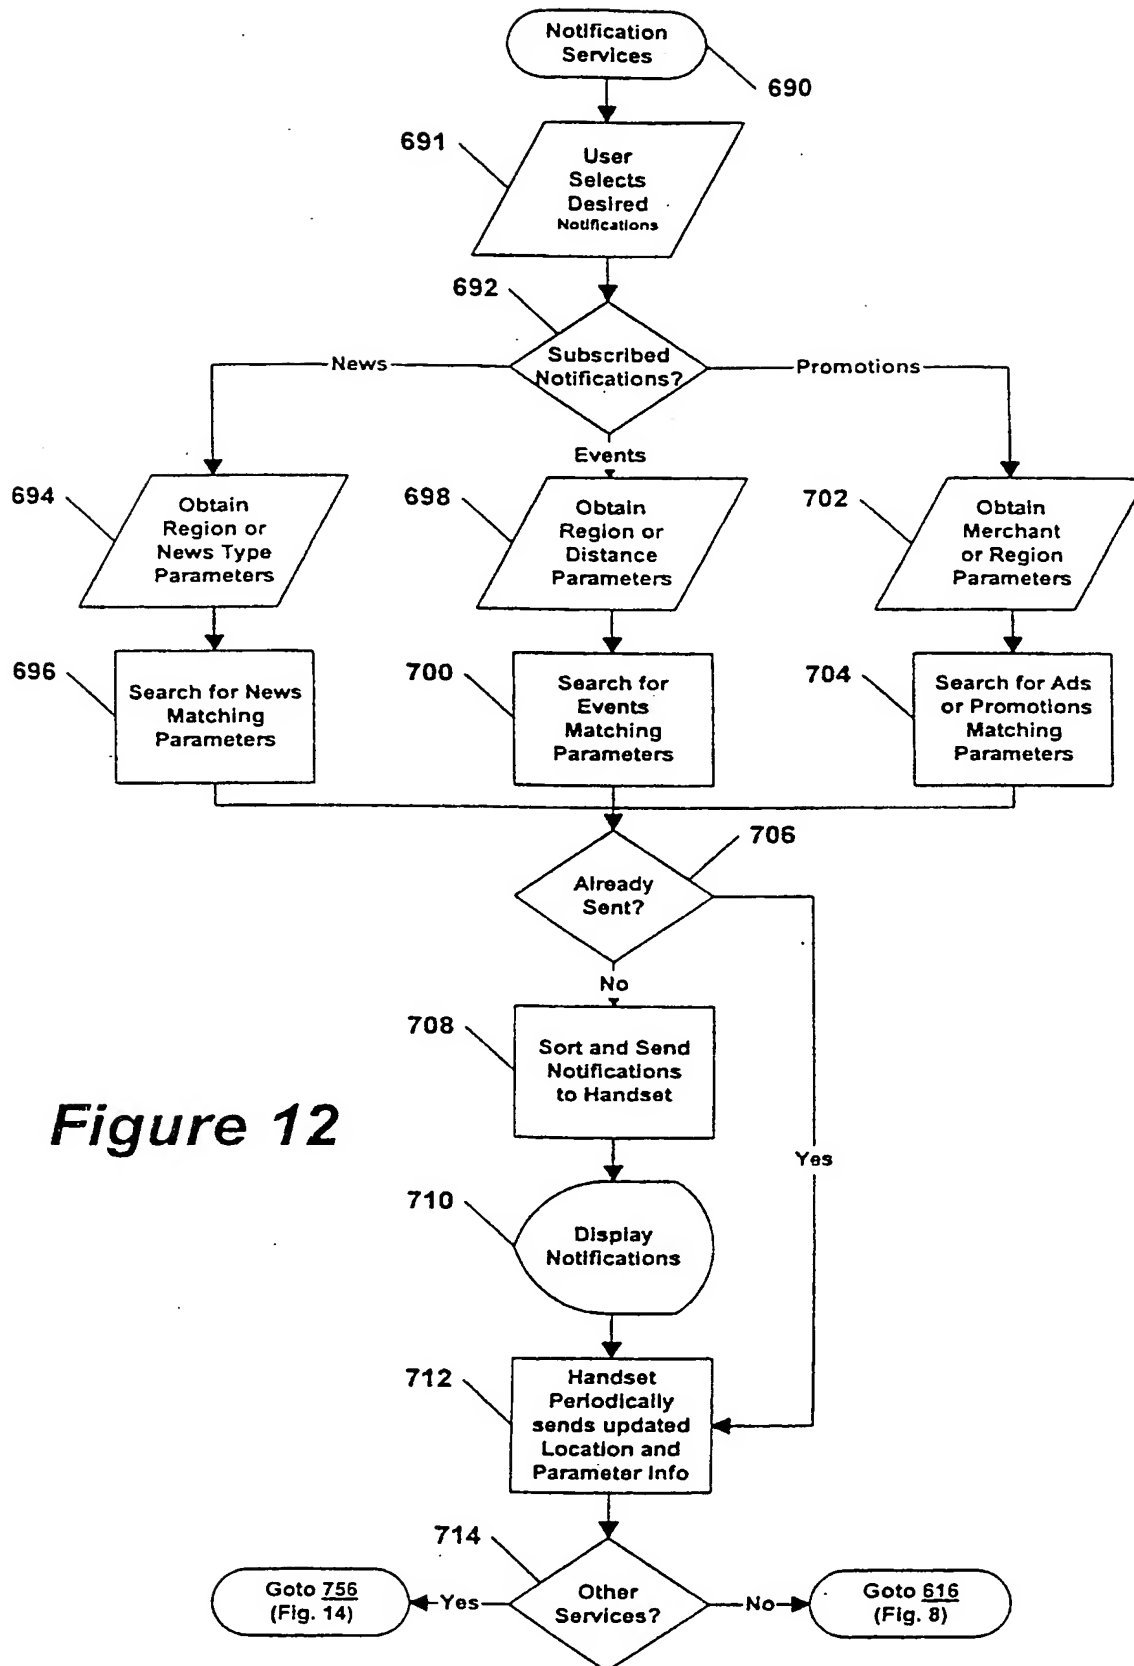 Notification
Services
690
691
User
Selects
Desired
Notifications
692
Subscribed
Notifications?
News
Promotions
Events
694
Obtain
Region or
News Type
Parameters
698
Obtain
Region or
Distance
Parameters
702
Obtain
Merchant
or Region
Parameters
696
Search for News
Matching
Parameters
700
Search for
Events
Matching
Parameters
704
Search for Ads
or Promotions
Matching
Parameters
706
Already
Sent?
No
Yes
708
Sort and Send
Notifications
to Handset
Figure 12
710
Display
Notifications
712
Handset
Periodically
sends updated
Location and
Parameter Info
714
Other
Services?
Yes
No
Goto 756
(Fig. 14)
Goto 616
(Fig. 8)